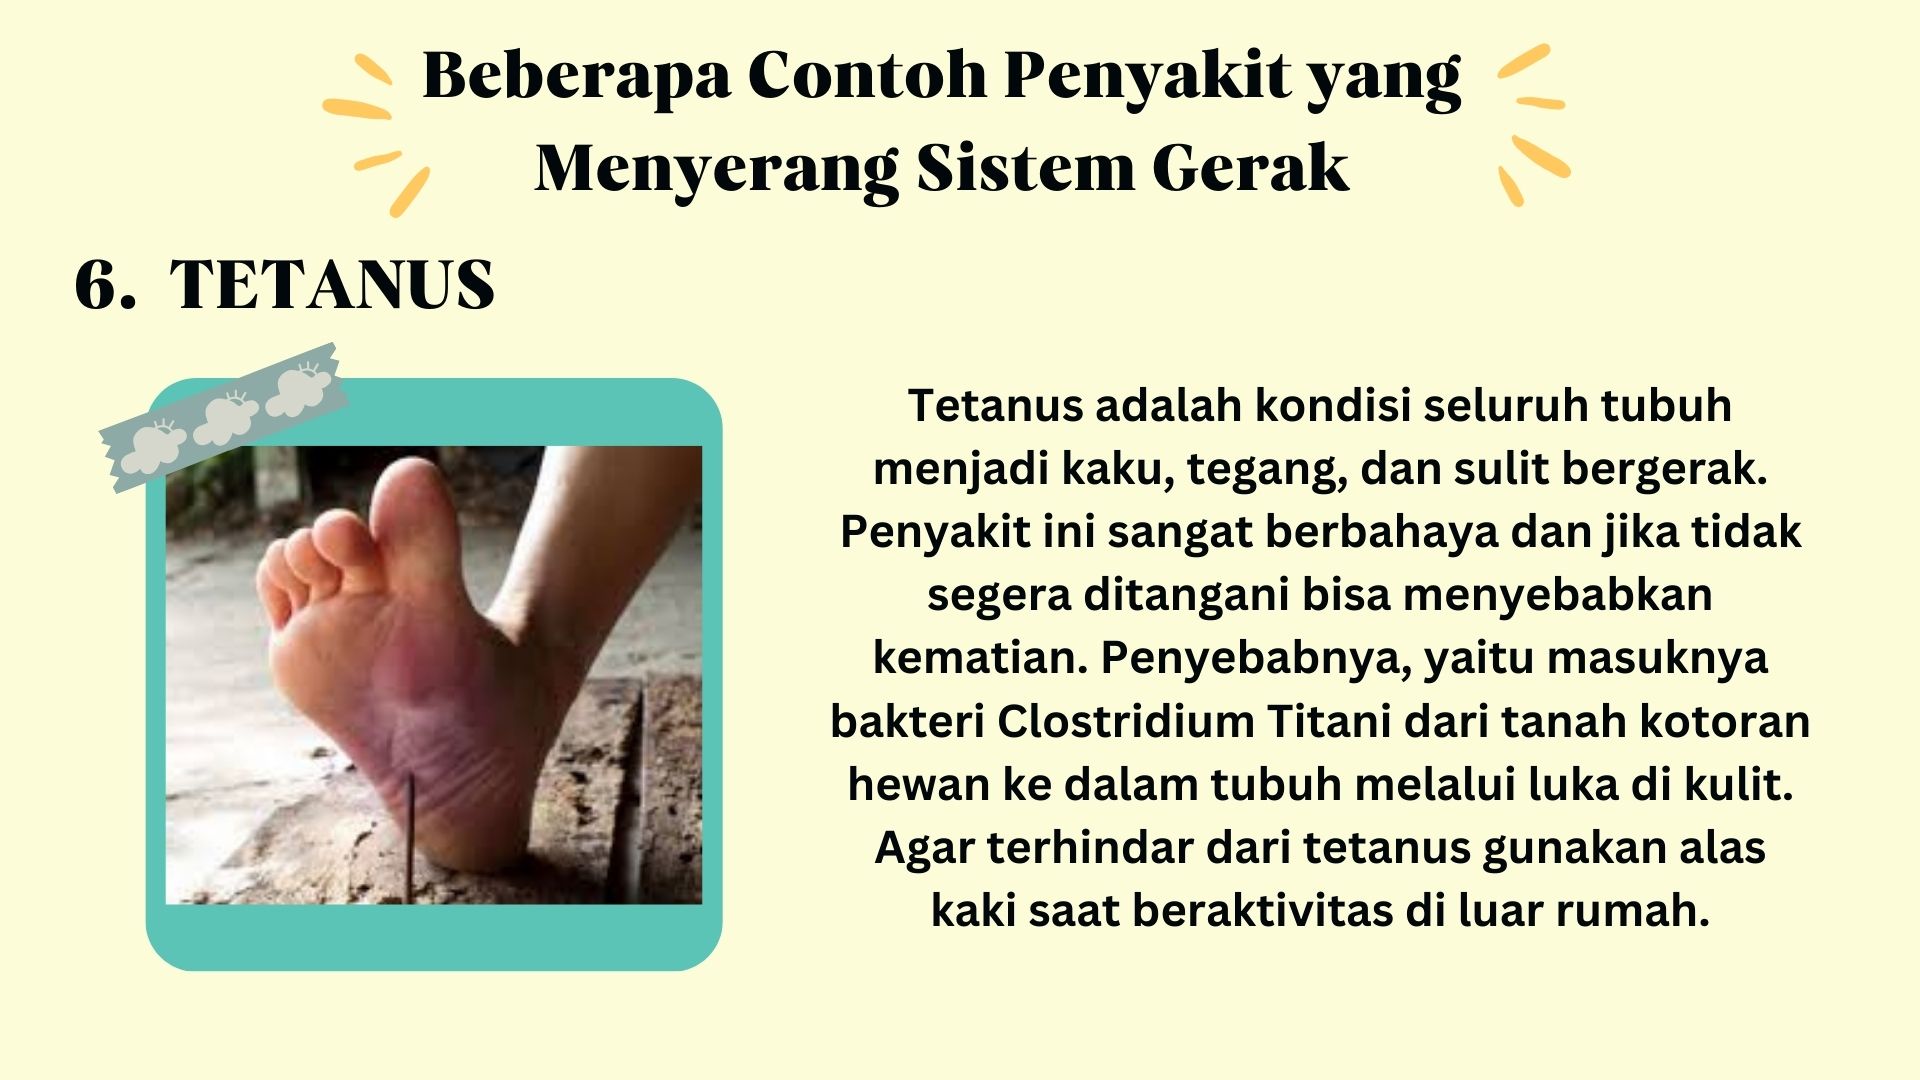 Beberapa Contoh Penyakit yang
Menyerang Sistem Gerak
6. TETANUS
Tetanus adalah kondisi seluruh tubuh
menjadi kaku, tegang, dan sulit bergerak.
Penyakit ini sangat berbahaya dan jika tidak
segera ditangani bisa menyebabkan
kematian. Penyebabnya, yaitu masuknya
bakteri Clostridium Titani dari tanah kotoran
hewan ke dalam tubuh melalui luka di kulit.
Agar terhindar dari tetanus gunakan alas
kaki saat beraktivitas di luar rumah.